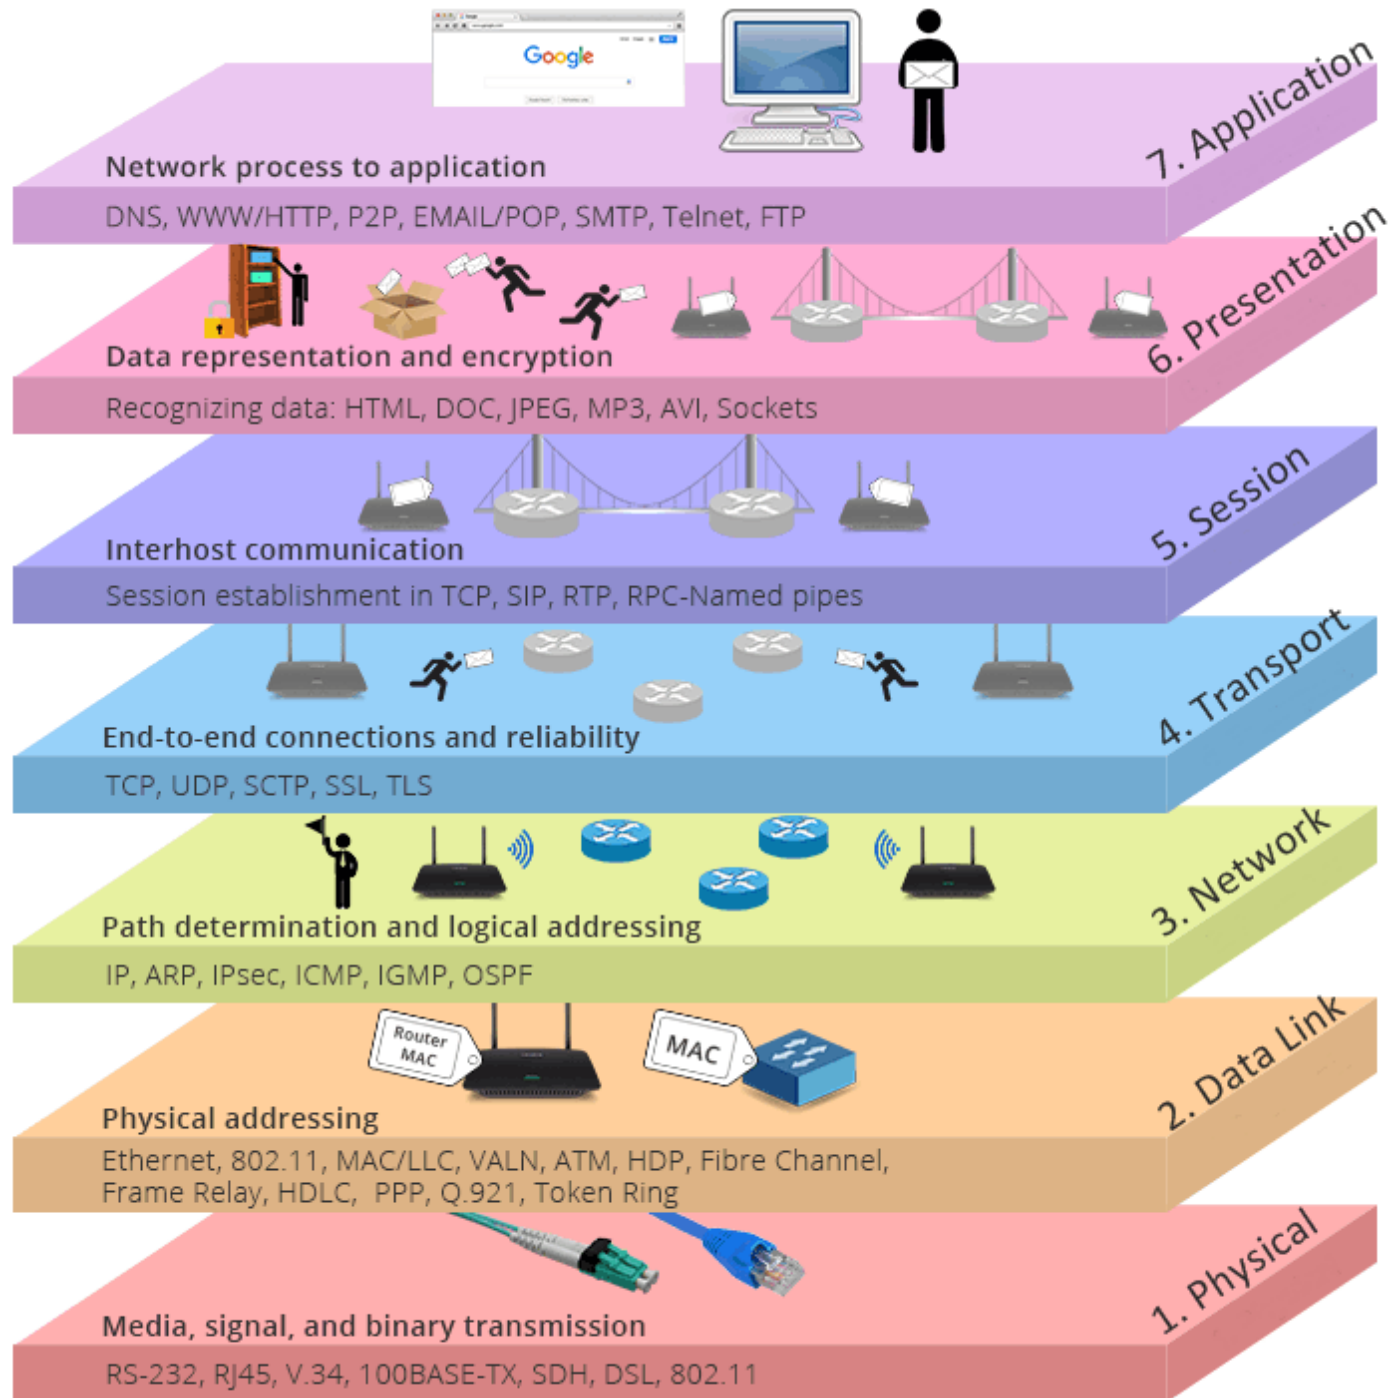 Google
7. Application
Network process to application
DNS, WWW/HTTP, P2P, EMAIL/POP, SMTP, Telnet, FTP
6. Presentation
Data representation and encryption
Recognizing data: HTML, DOC, JPEG, MP3, AVI, Sockets
5. Session
Interhost communication
Session establishment in TCP, SIP, RTP, RPC-Named pipes
4. Transport
End-to-end connections and reliability
TCP, UDP, SCTP, SSL, TLS
3. Network
Path determination and logical addressing
IP, ARP, IPsec, ICMP, IGMP, OSPF
2. Data Link
Router
MAC
MAC
Physical addressing
Ethernet, 802.11, MAC/LLC, VALN, ATM, HDP, Fibre Channel,
Frame Relay, HDLC, PPP, Q.921, Token Ring
1. Physical
Media, signal, and binary transmission
RS-232, RJ45, V.34, 100BASE-TX, SDH, DSL, 802.11